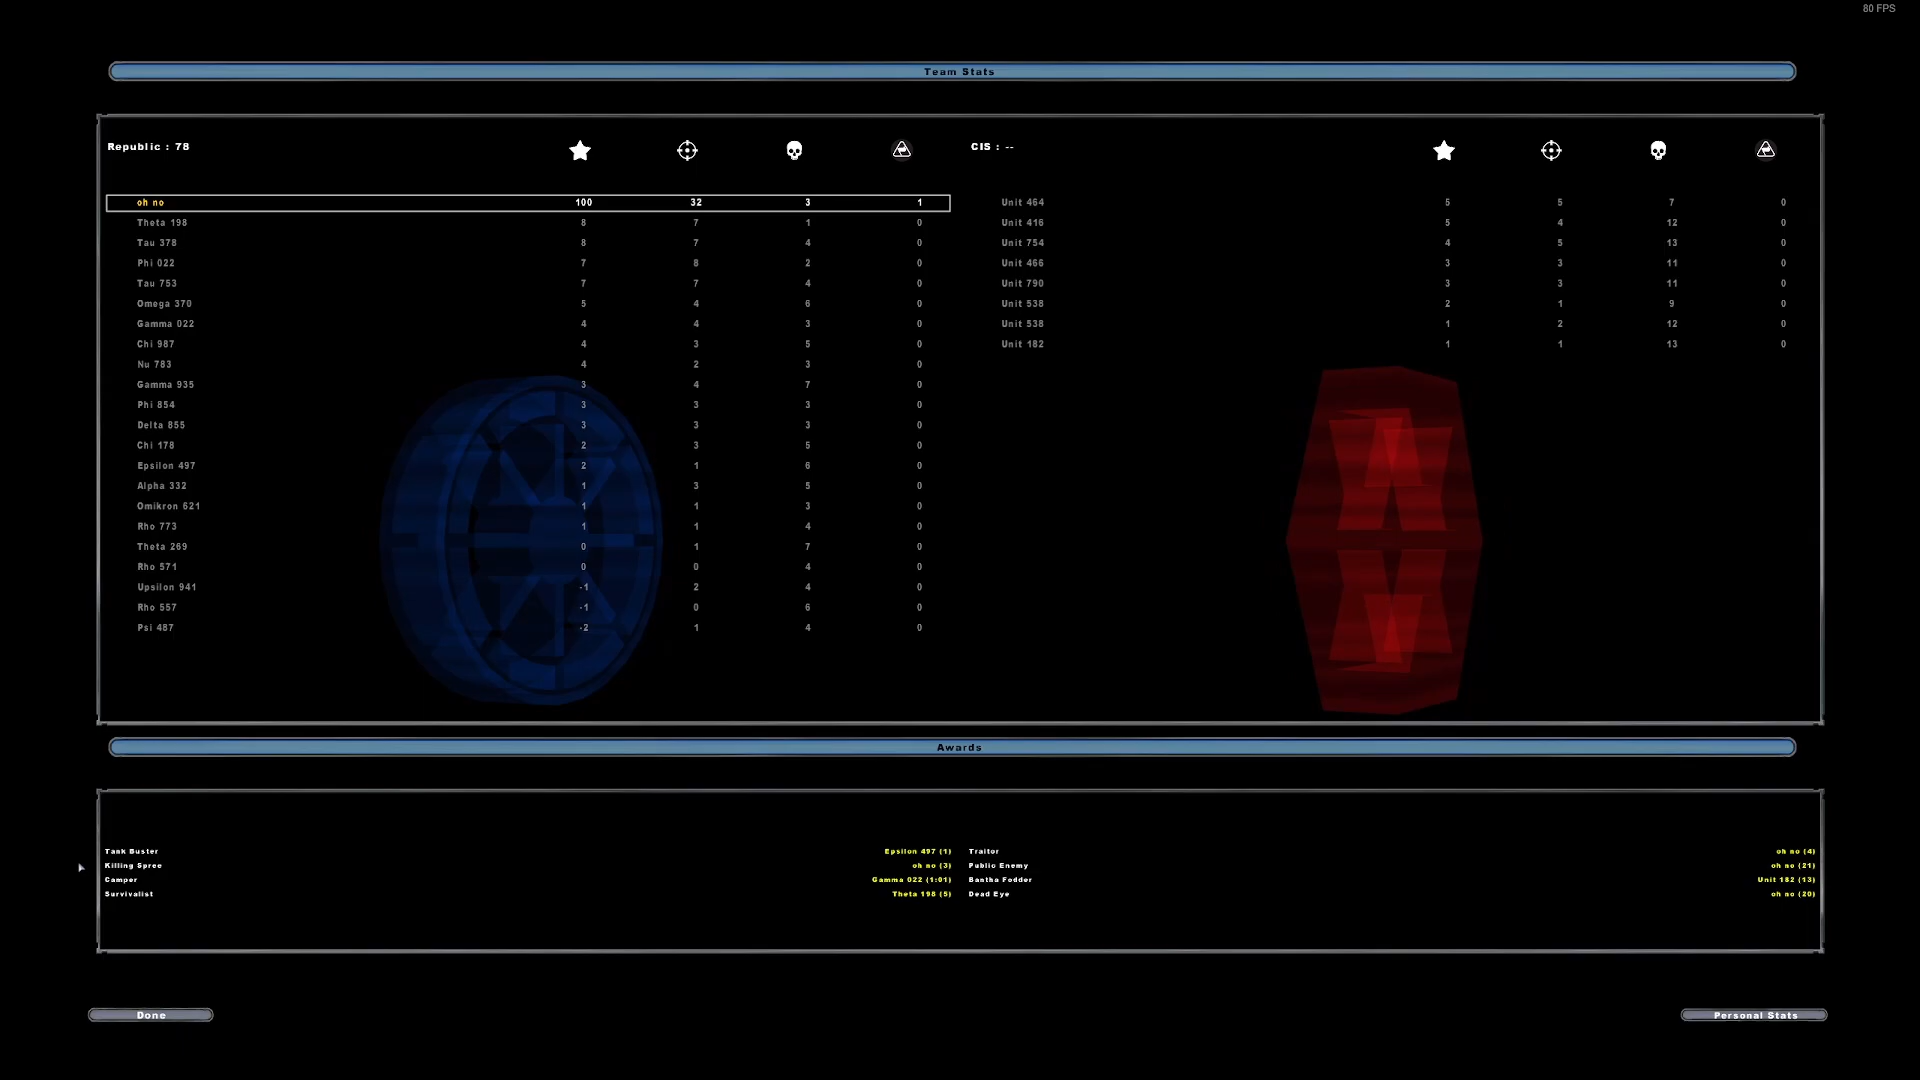 80 FPS
Team Stats
Republic : 78
oh no 100 32 3 1
Theta 198 8 7 1 0
Tau 378 8 7 4 0
Phi 022 7 8 2 0
Tau 753 7 7 4 0
Omega 370 5 4 6 0
Gamma 022 4 4 3 0
Chi 987 4 3 5 0
Nu 783 4 2 3 0
Gamma 935 3 4 7 0
Phi 854 3 3 3 0
Delta 855 3 3 3 0
Chi 178 2 3 5 0
Epsilon 497 2 1 6 0
Alpha 332 1 3 5 0
Omikron 621 1 1 3 0
Rho 773 1 1 4 0
Theta 269 0 1 7 0
Rho 571 0 0 4 0
Upsilon 941 -1 2 4 0
Rho 557 -1 0 6 0
Psi 487 -2 1 4 0
CIS : --
Unit 464 5 5 7 0
Unit 416 5 4 12 0
Unit 754 4 5 13 0
Unit 466 3 3 11 0
Unit 790 3 3 11 0
Unit 538 2 1 9 0
Unit 538 1 2 12 0
Unit 182 1 1 13 0
Awards
Tank Buster Epsilon 497 (1)
Killing Spree oh no (3)
Camper Gamma 022 (1:01)
Survivalist Theta 198 (5)
Traitor oh no (4)
Public Enemy oh no (21)
Bantha Fodder Unit 182 (13)
Dead Eye oh no (20)
Done
Personal Stats